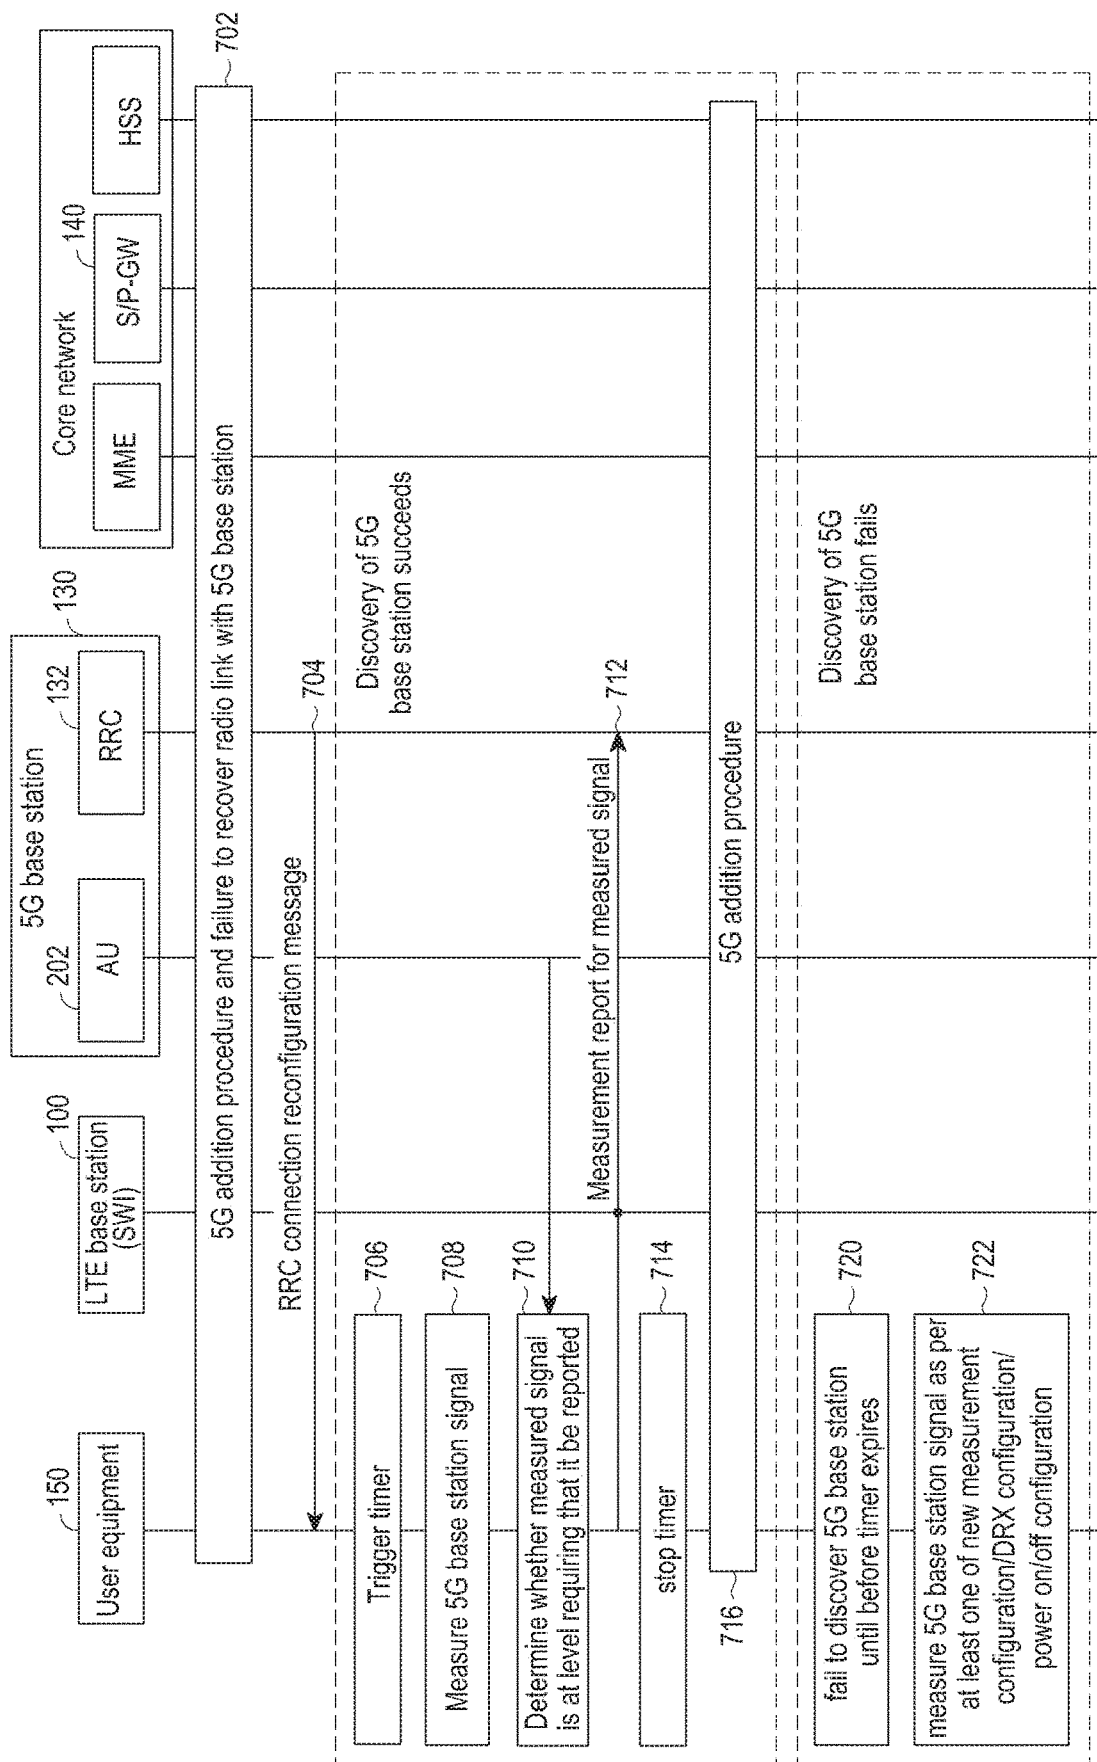 User equipment
150
LTE base station
(SWI)
100
5G base station
130
AU
202
RRC
132
Core network
MME
S/P-GW
140
HSS
5G addition procedure and failure to recover radio link with 5G base station
702
RRC connection reconfiguration message
704
Discovery of 5G
base station succeeds
Trigger timer
706
Measure 5G base station signal
708
Determine whether measured signal
is at level requiring that it be reported
710
Measurement report for measured signal
712
stop timer
714
5G addition procedure
716
Discovery of 5G
base station fails
fail to discover 5G base station
until before timer expires
720
measure 5G base station signal as per
at least one of new measurement
configuration/DRX configuration/
power on/off configuration
722